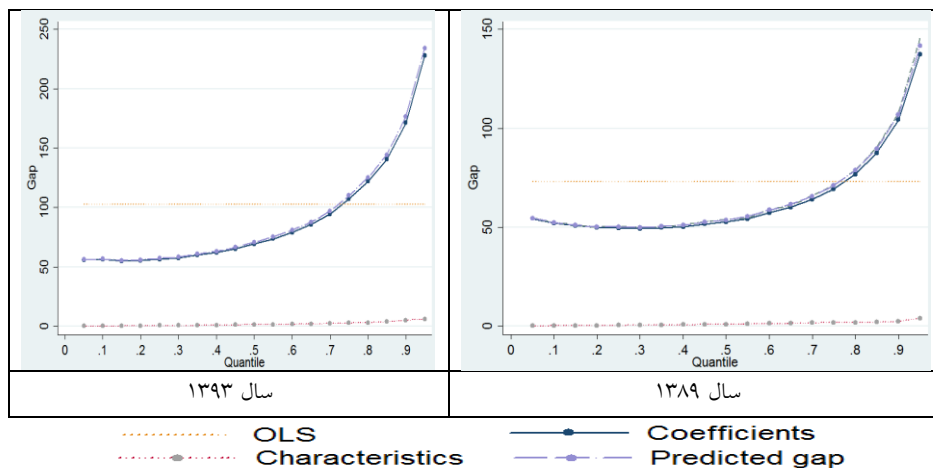 250
200
150
100
50
0
Gap
0 .1 .2 .3 .4 .5 .6 .7 .8 .9
Quantile
150
100
50
0
Gap
0 .1 .2 .3 .4 .5 .6 .7 .8 .9
Quantile
سال ۱۳۸۹
سال ۱۳۹۳
OLS
Coefficients
Characteristics
Predicted gap